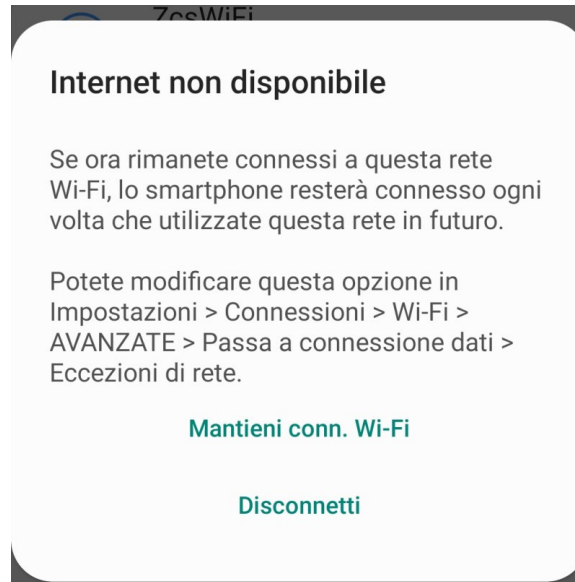 ZcsWiFi
Internet non disponibile
Se ora rimanete connessi a questa rete
Wi-Fi, lo smartphone resterà connesso ogni
volta che utilizzate questa rete in futuro.
Potete modificare questa opzione in
Impostazioni > Connessioni > Wi-Fi >
AVANZATE > Passa a connessione dati >
Eccezioni di rete.
Mantieni conn. Wi-Fi
Disconnetti